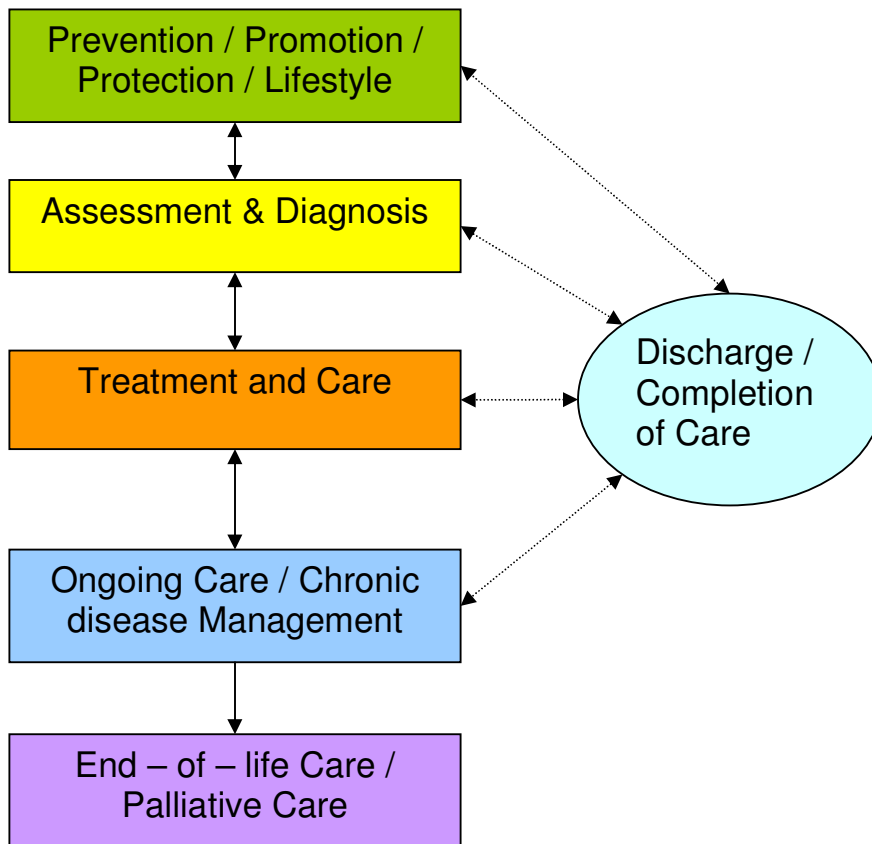 Prevention / Promotion /
Protection / Lifestyle
Assessment & Diagnosis
Treatment and Care
Discharge /
Completion
of Care
Ongoing Care / Chronic
disease Management
End – of – life Care /
Palliative Care